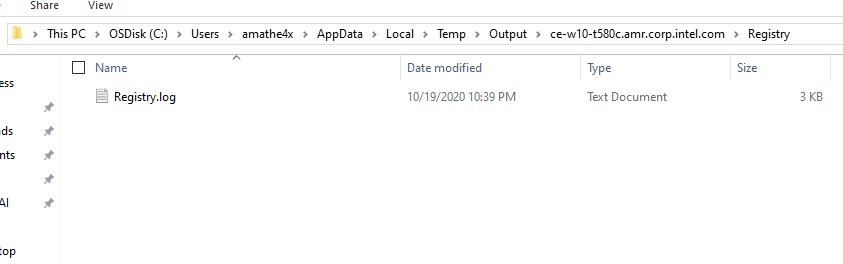 Share View
This PC OSDisk (C:) Users amathe4x AppData Local Temp Output ce-w10-t580c.amr.corp.intel.com Registry
Name Date modified Type Size
ess
Registry.log 10/19/2020 10:39 PM Text Document 3 KB
ds
nts
AI
top